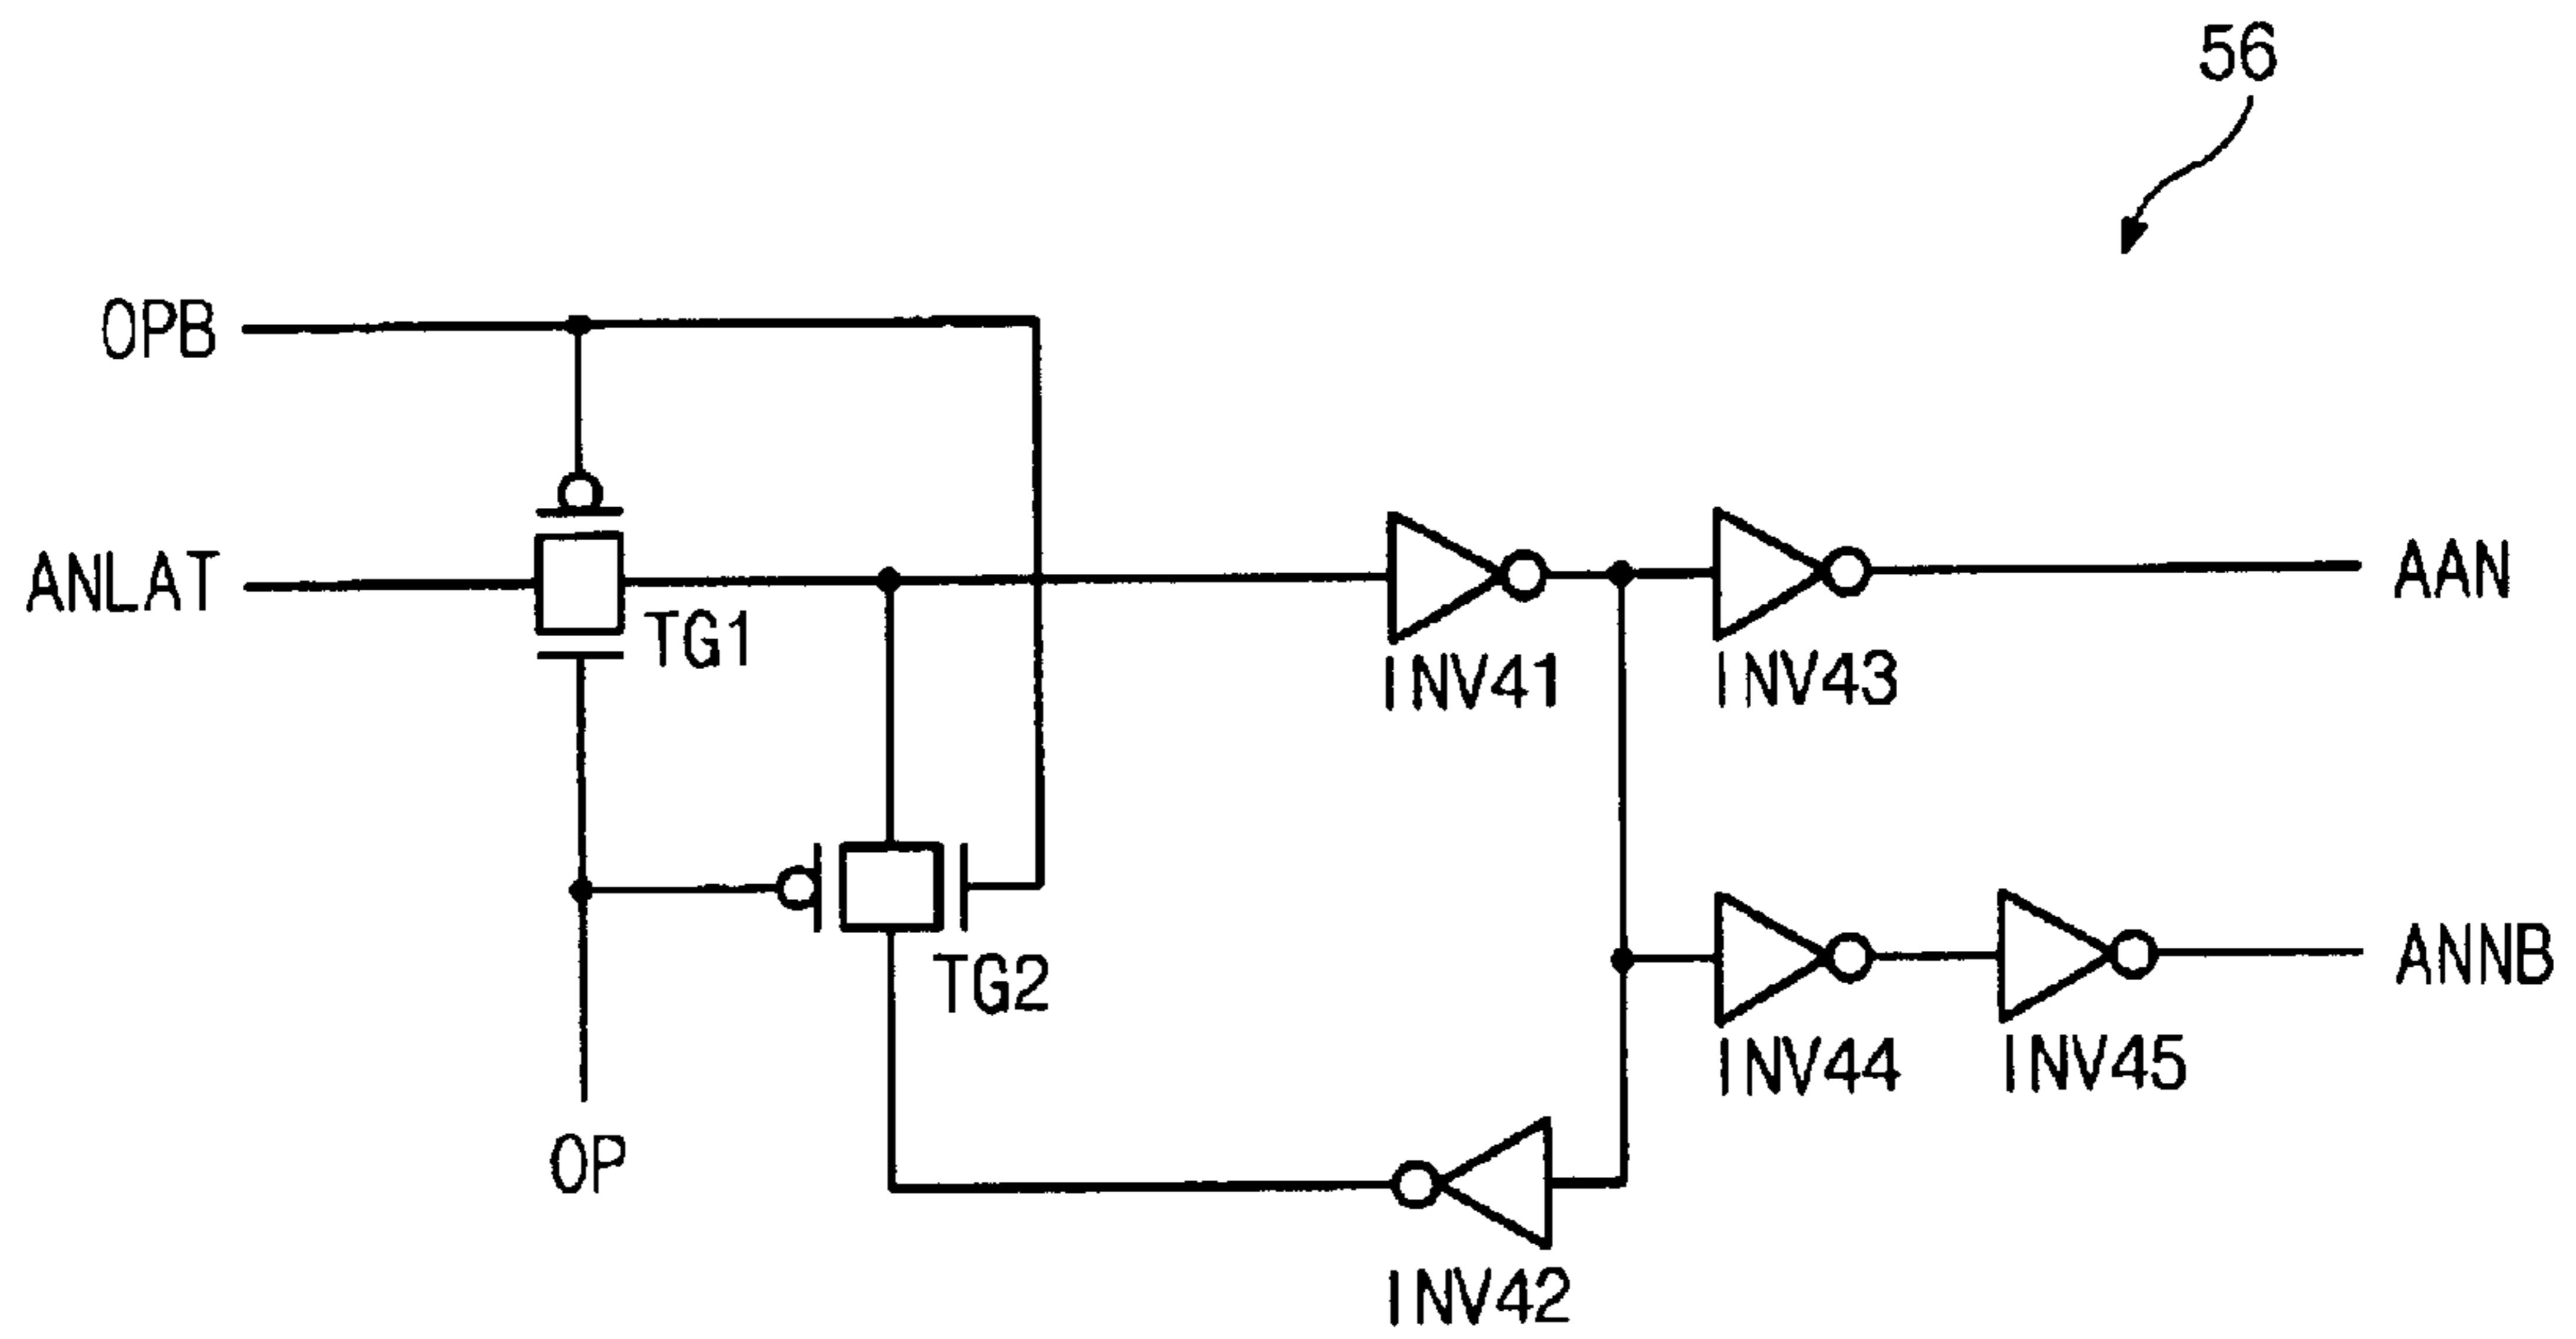 56
OPB
ANLAT
TG1
INV41
INV43
AAN
TG2
ANNB
INV44
INV45
OP
INV42